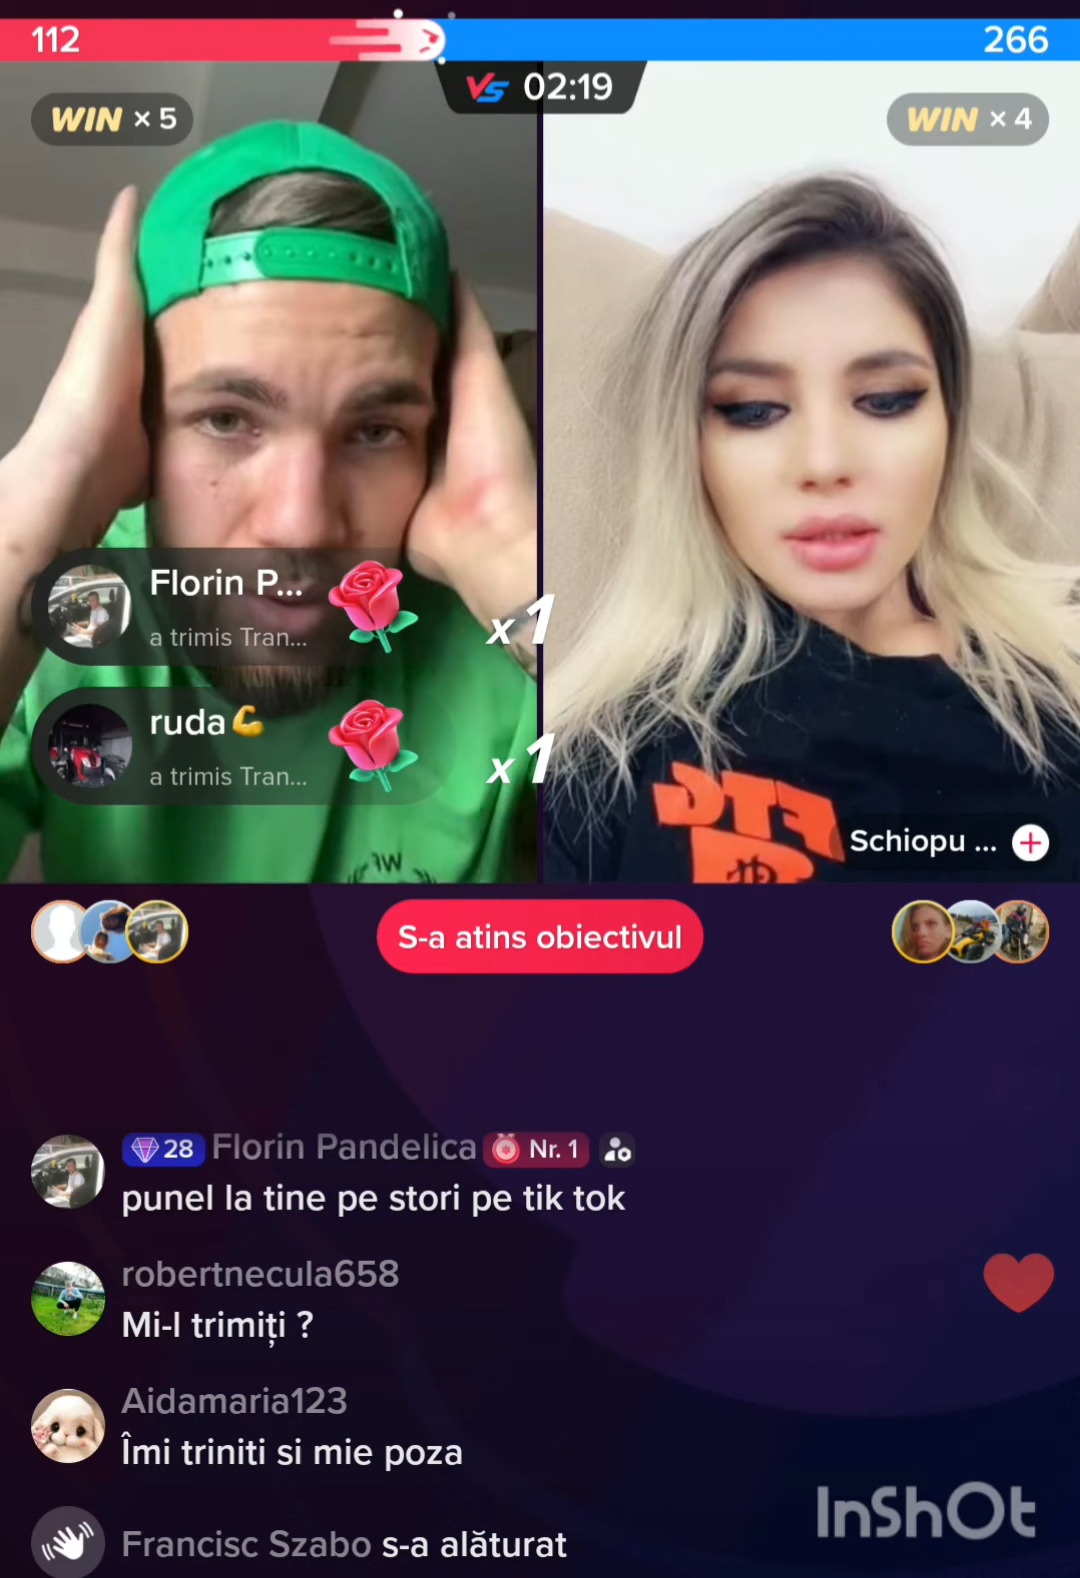 112
266
VS 02:19
WIN × 5
WIN × 4
Florin P...
a trimis Tran...
x1
ruda💪
a trimis Tran...
x1
Schiopu ...
S-a atins obiectivul
28 Florin Pandelica Nr. 1
punel la tine pe stori pe tik tok
robertnecula658
Mi-l trimiți ?
Aidamaria123
Îmi triniti si mie poza
Francisc Szabo s-a alăturat
InShOt